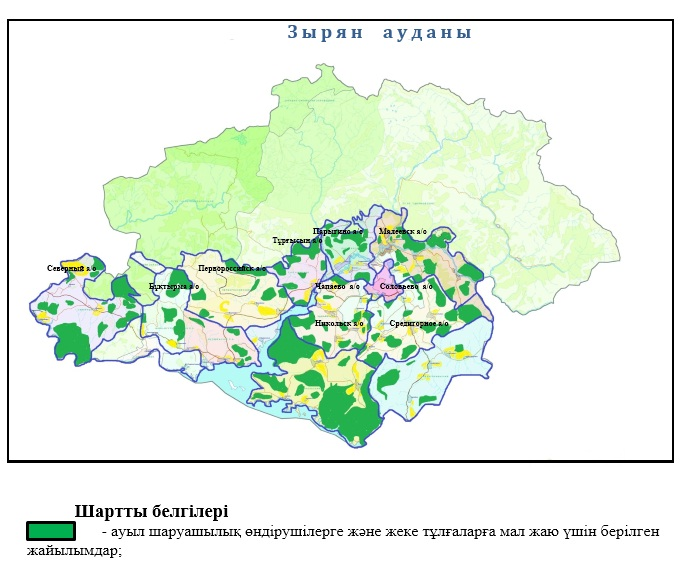 Зырян ауданы
Парыгино а/о
Малеевск а/о
Тұрғысын а/о
Северный а/о
Первороссийск а/о
Бұқтырма а/о
Чапаево а/о
Соловьево а/о
Никольск а/о
Средигорное а/о
Шартты белгілері
- ауыл шаруашылық өндірушілерге және жеке тұлғаларға мал жаю үшін берілген
жайылымдар;